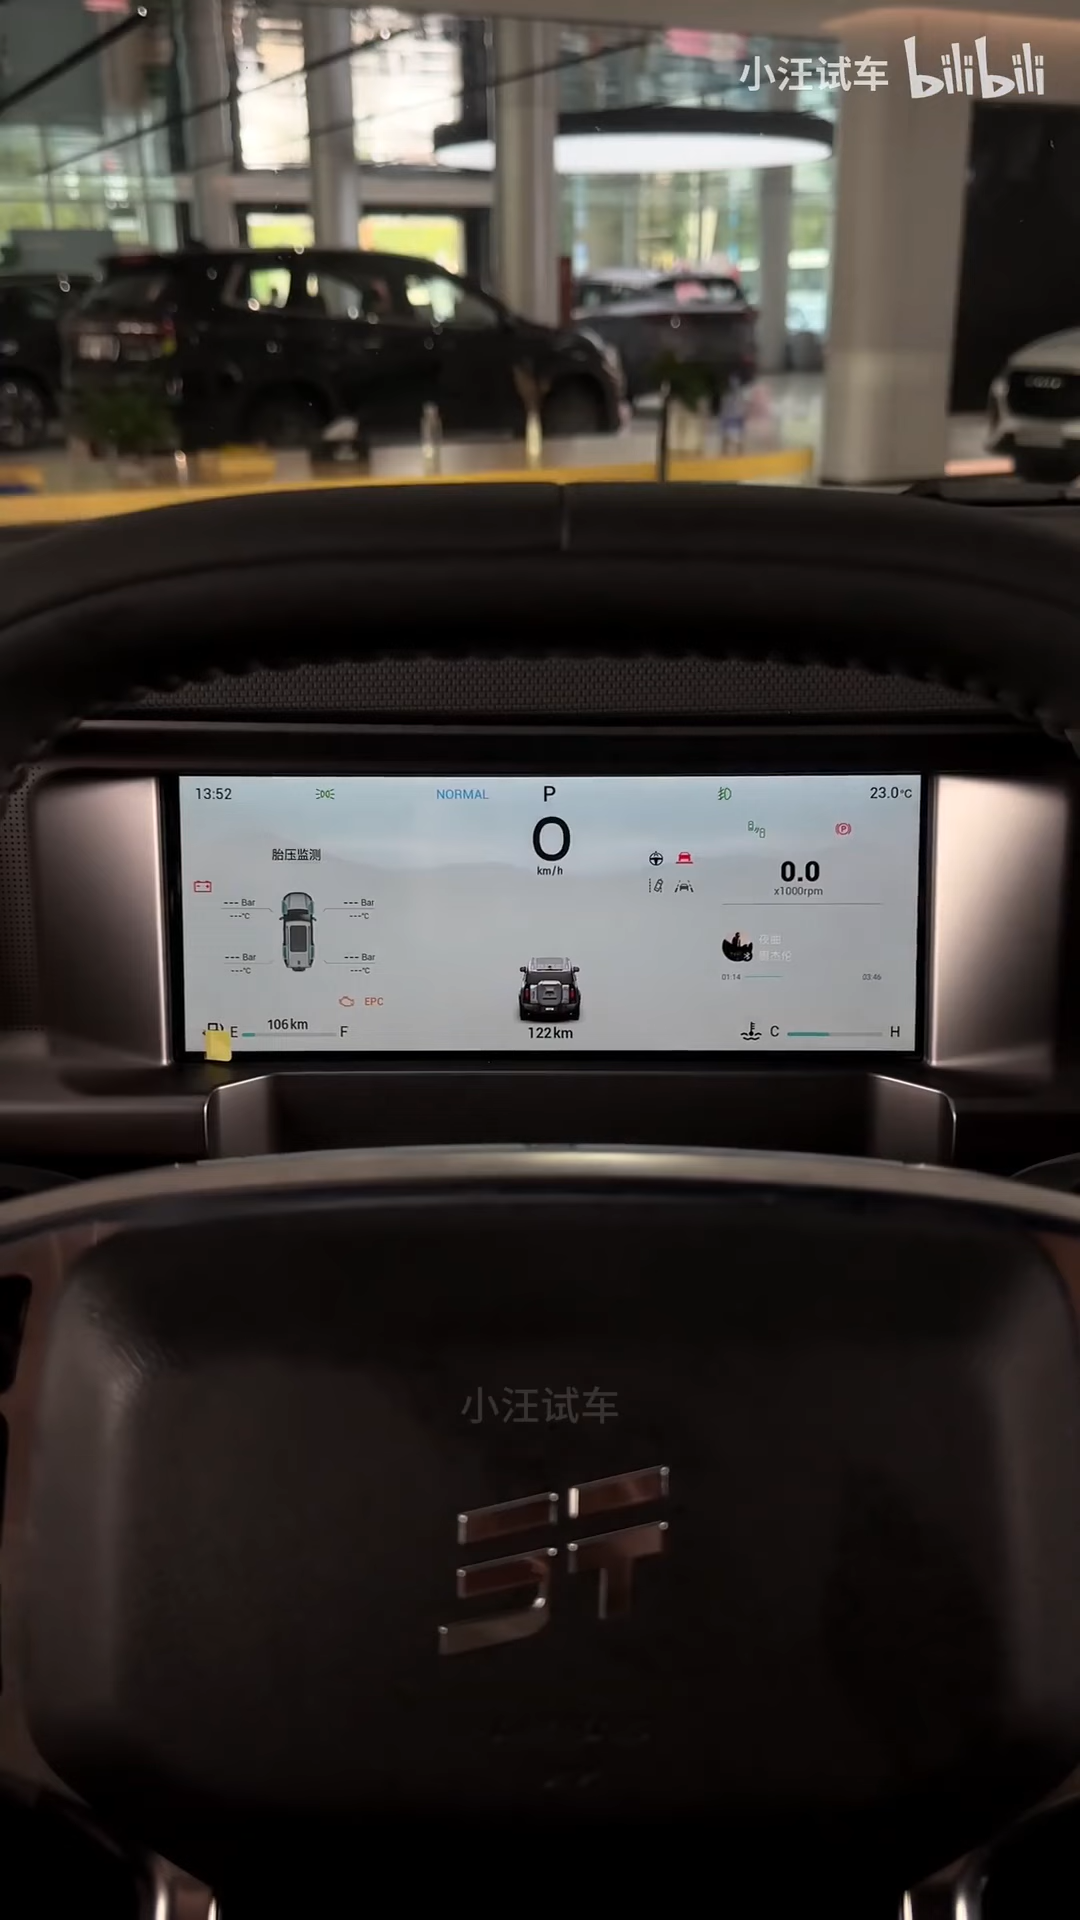 小汪试车 bilibili
13:52
NORMAL
P
23.0°C
0
km/h
胎压监测
0.0
x1000rpm
--- Bar
--- Bar
---°C
---°C
夜曲
周杰伦
--- Bar
--- Bar
---°C
---°C
01:14
03:46
EPC
E
106km
F
122km
C
H
小汪试车